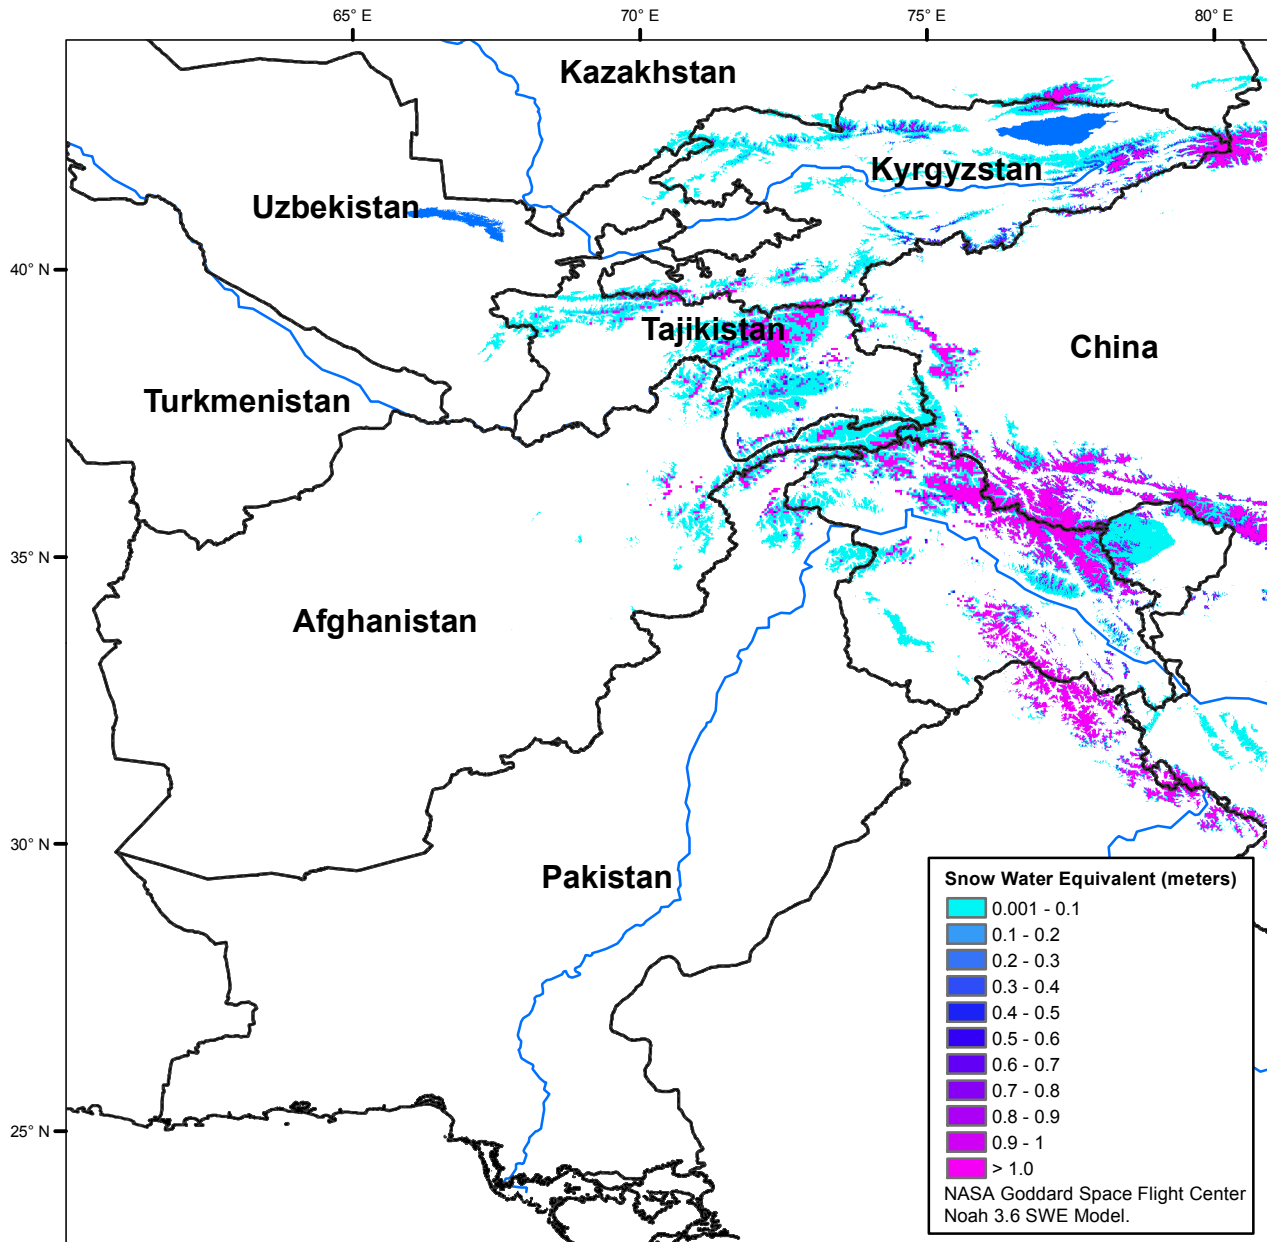 65° E
70° E
75° E
80° E
Kazakhstan
Kyrgyzstan
Uzbekistan
40° N
Tajikistan
China
Turkmenistan
35° N
Afghanistan
30° N
Pakistan
25° N
Snow Water Equivalent (meters)
0.001 - 0.1
0.1 - 0.2
0.2 - 0.3
0.3 - 0.4
0.4 - 0.5
0.5 - 0.6
0.6 - 0.7
0.7 - 0.8
0.8 - 0.9
0.9 - 1
> 1.0
NASA Goddard Space Flight Center
Noah 3.6 SWE Model.